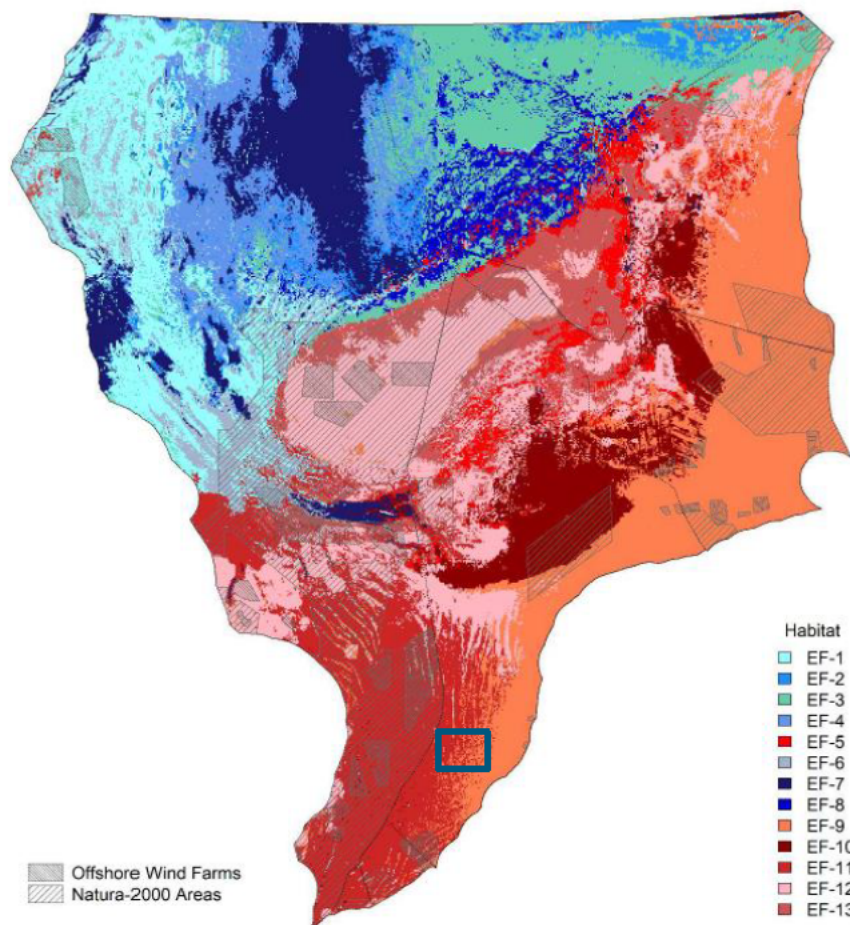 Habitat
EF-1
EF-2
EF-3
EF-4
EF-5
EF-6
EF-7
EF-8
EF-9
EF-10
EF-11
EF-12
EF-13
Offshore Wind Farms
Natura-2000 Areas